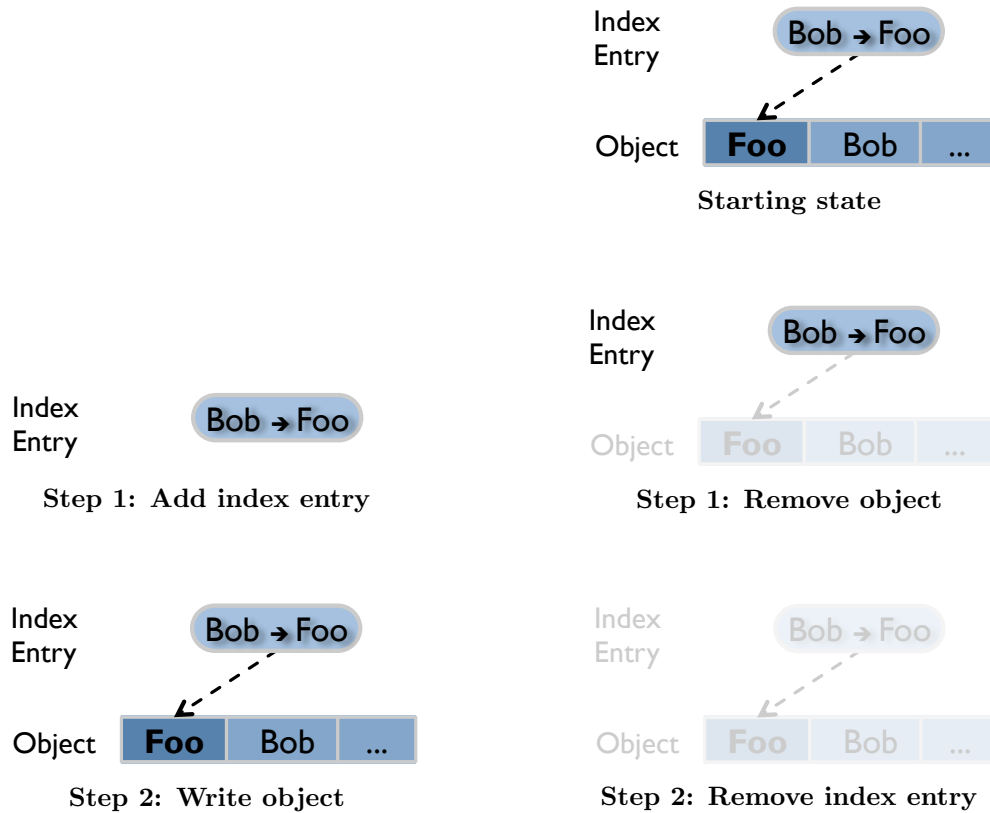 Index
Entry
Bob → Foo
Object
Foo Bob ...
Starting state
Index
Entry
Bob → Foo
Step 1: Add index entry
Index
Entry
Bob → Foo
Object
Foo Bob ...
Step 1: Remove object
Index
Entry
Bob → Foo
Object
Foo Bob ...
Step 2: Write object
Index
Entry
Bob → Foo
Object
Foo Bob ...
Step 2: Remove index entry